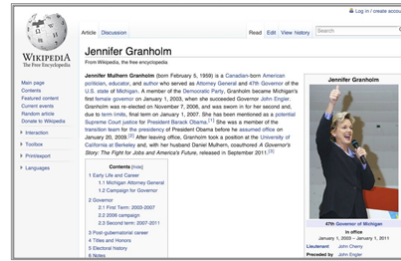 Log in / create account
WIKIPEDIA
The Free Encyclopedia
Main page
Contents
Featured content
Current events
Random article
Donate to Wikipedia
Interaction
Toolbox
Print/export
Languages
Article Discussion
Read Edit View history
Search
Jennifer Granholm
From Wikipedia, the free encyclopedia
Jennifer Mulhern Granholm (born February 5, 1959) is a Canadian-born American
politician, educator, and author who served as Attorney General and 47th Governor of the
U.S. state of Michigan. A member of the Democratic Party, Granholm became Michigan's
first female governor on January 1, 2003, when she succeeded Governor John Engler.
Granholm was re-elected on November 7, 2006, and was sworn in for her second and,
due to term limits, final term on January 1, 2007. She has been mentioned as a potential
Supreme Court justice for President Barack Obama.[1] She was a member of the
transition team for the presidency of President Obama before he assumed office on
January 20, 2009.[2] After leaving office, Granholm took a position at the University of
California at Berkeley and, with her husband Daniel Mulhern, coauthored A Governor's
Story: The Fight for Jobs and America's Future, released in September 2011.[3]
Contents [hide]
1 Early Life and Career
1.1 Michigan Attorney General
1.2 Campaign for Governor
2 Governor
2.1 First Term: 2003-2007
2.2 2006 campaign
2.3 Second term: 2007-2011
3 Post-gubernatorial career
4 Titles and Honors
5 Electoral history
6 Notes
Jennifer Granholm
47th Governor of Michigan
In office
January 1, 2003 – January 1, 2011
Lieutenant John Cherry
Preceded by John Engler